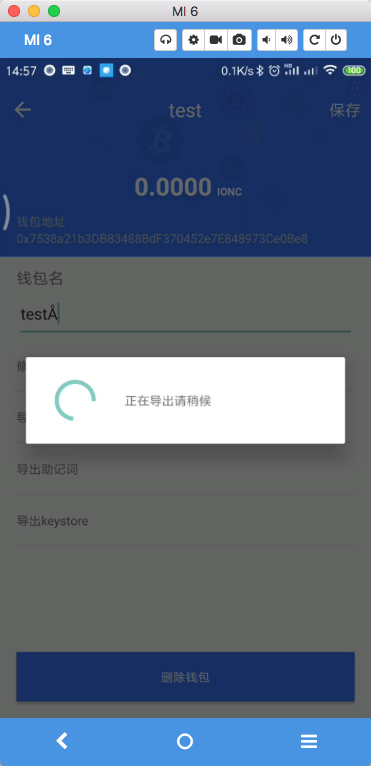 MI 6
MI 6
14:57
0.1K/s HD 100
test
保存
0.0000 IONC
钱包地址
0x7538a21b3DB83488BdF370452e7E848973Ce0Be8
钱包名
testÅ
修
正在导出请稍候
导
导出助记词
导出keystore
删除钱包